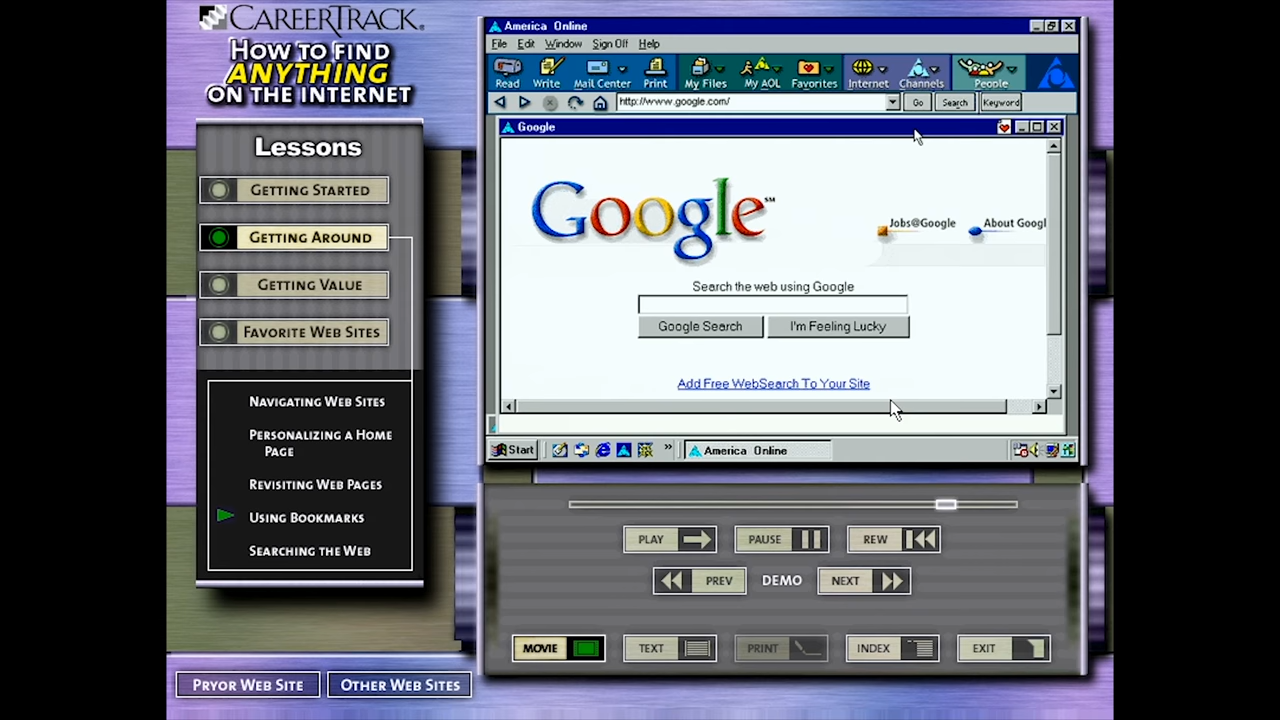 CAREERTRACK.
HOW TO FIND
ANYTHING
ON THE INTERNET
Lessons
GETTING STARTED
GETTING AROUND
GETTING VALUE
FAVORITE WEB SITES
NAVIGATING WEB SITES
PERSONALIZING A HOME
PAGE
REVISITING WEB PAGES
USING BOOKMARKS
SEARCHING THE WEB
PRYOR WEB SITE
OTHER WEB SITES
America Online
File Edit Window Sign Off Help
Read Write Mail Center Print My Files My AOL Favorites Internet Channels People
http://www.google.com/ Go Search Keyword
Google
Google SM
Jobs@Google About Googl
Search the web using Google
Google Search I'm Feeling Lucky
Add Free WebSearch To Your Site
Start » America Online
PLAY PAUSE REW
PREV DEMO NEXT
MOVIE TEXT PRINT INDEX EXIT